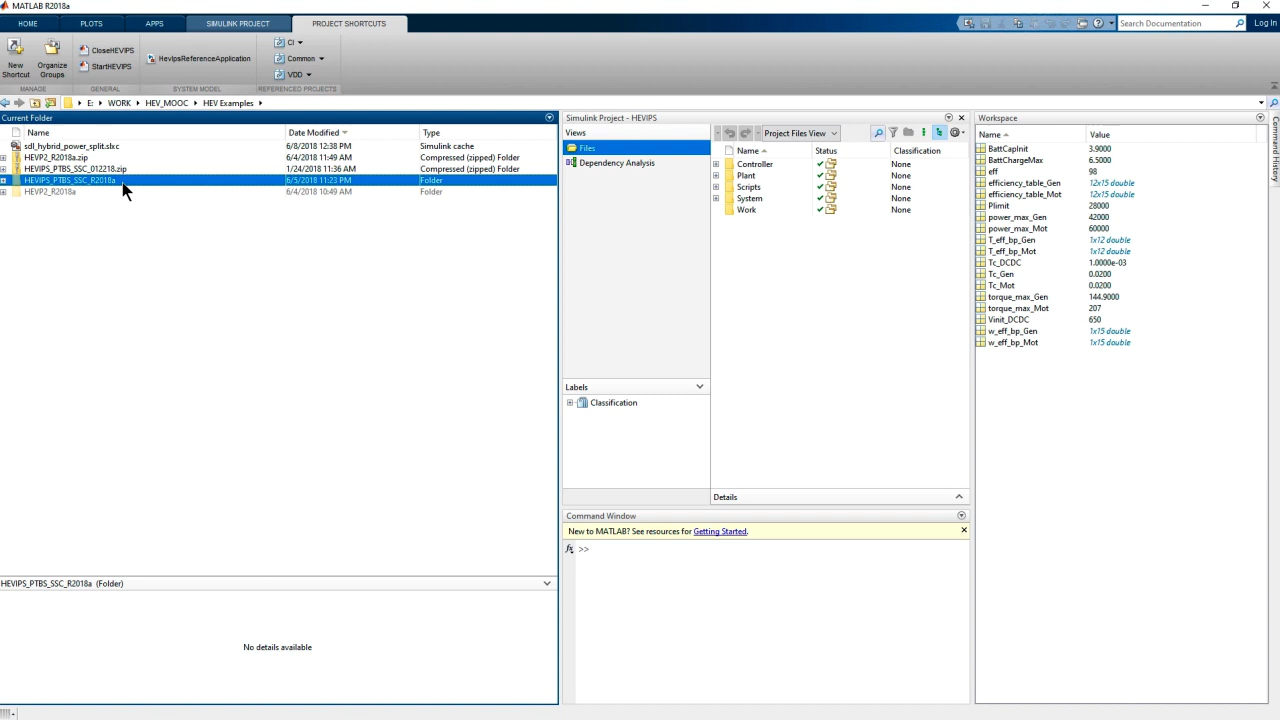 MATLAB R2018a
HOME PLOTS APPS SIMULINK PROJECT PROJECT SHORTCUTS Search Documentation Log In
New Shortcut
Organize Groups
CloseHEVIPS
StartHEVIPS
HevIpsReferenceApplication
CI
Common
VDD
MANAGE GENERAL SYSTEM MODEL REFERENCED PROJECTS
E: WORK HEV_MOOC HEV Examples
Current Folder
Name Date Modified Type
sdl_hybrid_power_split.slxc 6/8/2018 12:38 PM Simulink cache
HEVP2_R2018a.zip 6/4/2018 11:49 AM Compressed (zipped) Folder
HEVIPS_PTBS_SSC_012218.zip 1/24/2018 11:36 AM Compressed (zipped) Folder
HEVIPS_PTBS_SSC_R2018a 6/5/2018 11:23 PM Folder
HEVP2_R2018a 6/4/2018 10:49 AM Folder
HEVIPS_PTBS_SSC_R2018a (Folder)
No details available
Simulink Project - HEVIPS
Views
Files
Dependency Analysis
Labels
Classification
Project Files View
Name Status Classification
Controller None
Plant None
Scripts None
System None
Work None
Details
Command Window
New to MATLAB? See resources for Getting Started.
fx >>
Workspace
Name Value
BattCapInit 3.9000
BattChargeMax 6.5000
eff 98
efficiency_table_Gen 12x15 double
efficiency_table_Mot 12x15 double
Plimit 28000
power_max_Gen 42000
power_max_Mot 60000
T_eff_bp_Gen 1x12 double
T_eff_bp_Mot 1x12 double
Tc_DCDC 1.0000e-03
Tc_Gen 0.0200
Tc_Mot 0.0200
torque_max_Gen 144.9000
torque_max_Mot 207
Vinit_DCDC 650
w_eff_bp_Gen 1x15 double
w_eff_bp_Mot 1x15 double
Command History